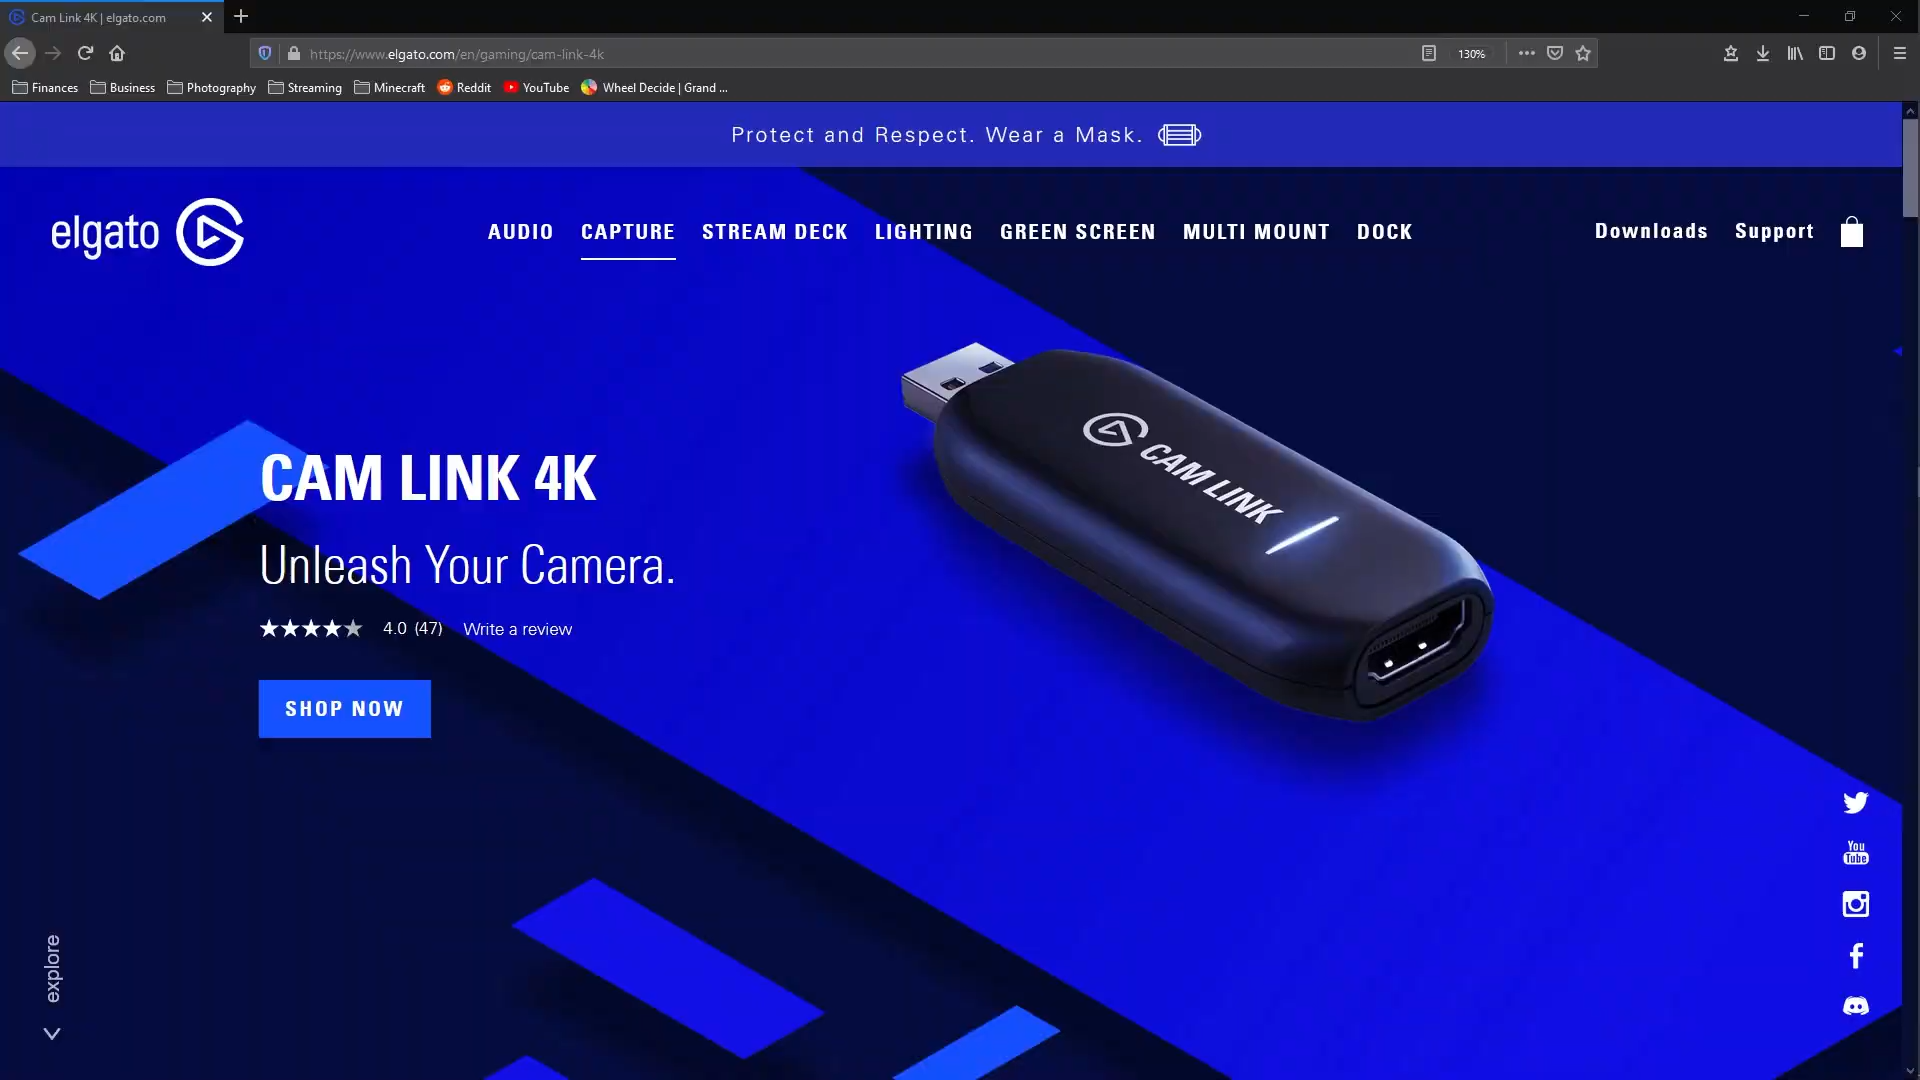 Cam Link 4K | elgato.com
https://www.elgato.com/en/gaming/cam-link-4k
130%
Finances Business Photography Streaming Minecraft Reddit YouTube Wheel Decide | Grand ...
Protect and Respect. Wear a Mask.
elgato
AUDIO CAPTURE STREAM DECK LIGHTING GREEN SCREEN MULTI MOUNT DOCK
Downloads Support
CAM LINK
CAM LINK 4K
Unleash Your Camera.
4.0 (47) Write a review
SHOP NOW
You Tube
explore